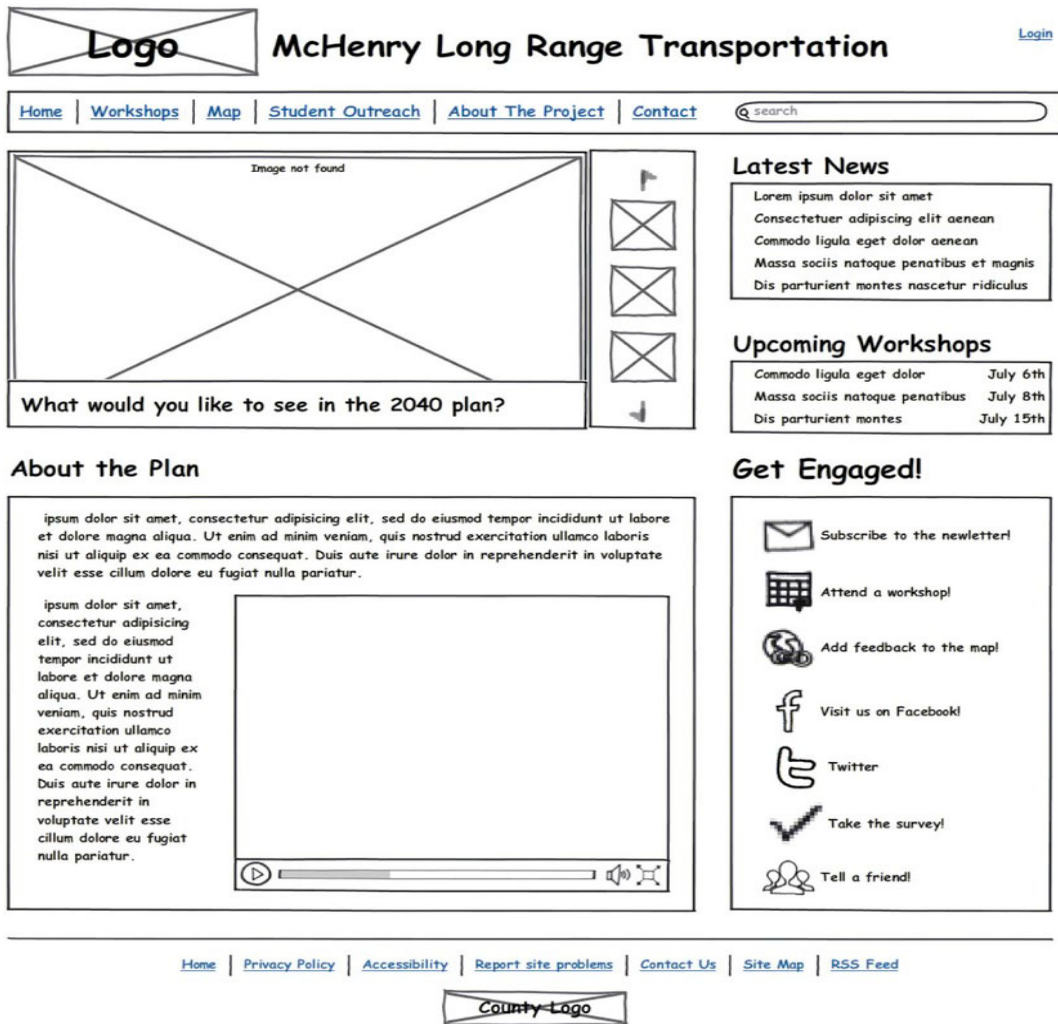 Logo
McHenry Long Range Transportation
Login
Home | Workshops | Map | Student Outreach | About The Project | Contact
search
Image not found
What would you like to see in the 2040 plan?
Latest News
Lorem ipsum dolor sit amet
Consectetuer adipiscing elit aenean
Commodo ligula eget dolor aenean
Massa sociis natoque penatibus et magnis
Dis parturient montes nascetur ridiculus
Upcoming Workshops
Commodo ligula eget dolor July 6th
Massa sociis natoque penatibus July 8th
Dis parturient montes July 15th
About the Plan
ipsum dolor sit amet, consectetur adipisicing elit, sed do eiusmod tempor incididunt ut labore
et dolore magna aliqua. Ut enim ad minim veniam, quis nostrud exercitation ullamco laboris
nisi ut aliquip ex ea commodo consequat. Duis aute irure dolor in reprehenderit in voluptate
velit esse cillum dolore eu fugiat nulla pariatur.
ipsum dolor sit amet,
consectetur adipisicing
elit, sed do eiusmod
tempor incididunt ut
labore et dolore magna
aliqua. Ut enim ad minim
veniam, quis nostrud
exercitation ullamco
laboris nisi ut aliquip ex
ea commodo consequat.
Duis aute irure dolor in
reprehenderit in
voluptate velit esse
cillum dolore eu fugiat
nulla pariatur.
Get Engaged!
Subscribe to the newletter!
Attend a workshop!
Add feedback to the map!
Visit us on Facebook!
Twitter
Take the survey!
Tell a friend!
Home | Privacy Policy | Accessibility | Report site problems | Contact Us | Site Map | RSS Feed
County Logo